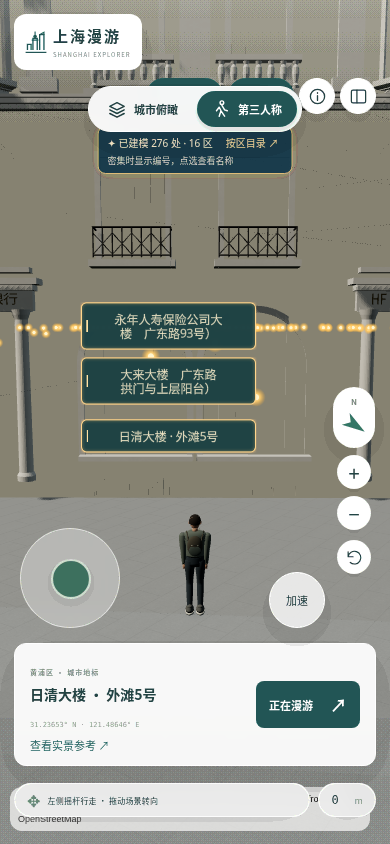 上海漫游
SHANGHAI EXPLORER
城市俯瞰
第三人称
✦ 已建模 276 处 · 16 区 按区目录 ↗
密集时显示编号，点选查看名称
银行
HF
永年人寿保险公司大
楼 广东路93号）
大来大楼 广东路
拱门与上层阳台）
日清大楼 · 外滩5号
N
+
−
加速
黄浦区 · 城市地标
日清大楼 · 外滩5号
31.23653° N · 121.48646° E
正在漫游 ↗
查看实景参考 ↗
左侧摇杆行走 · 拖动场景转向
0 m
OpenStreetMap